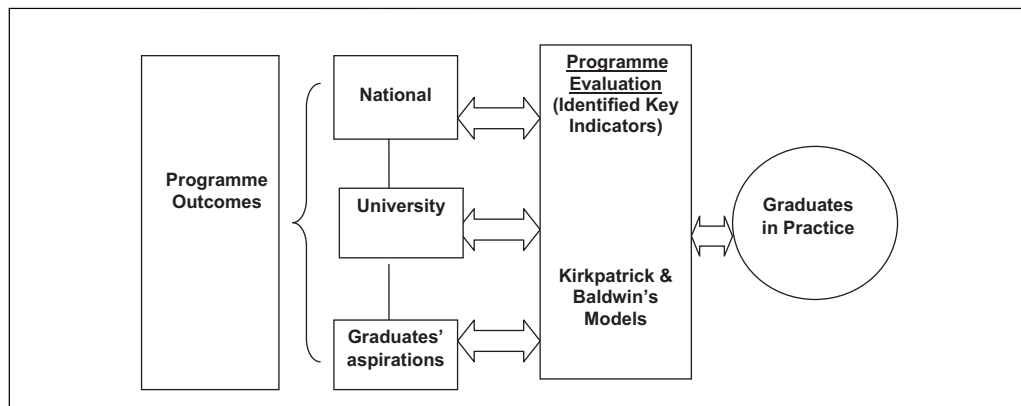 Programme
Outcomes
National
University
Graduates’
aspirations
Programme
Evaluation
(Identified Key
Indicators)
Kirkpatrick &
Baldwin’s
Models
Graduates
in Practice